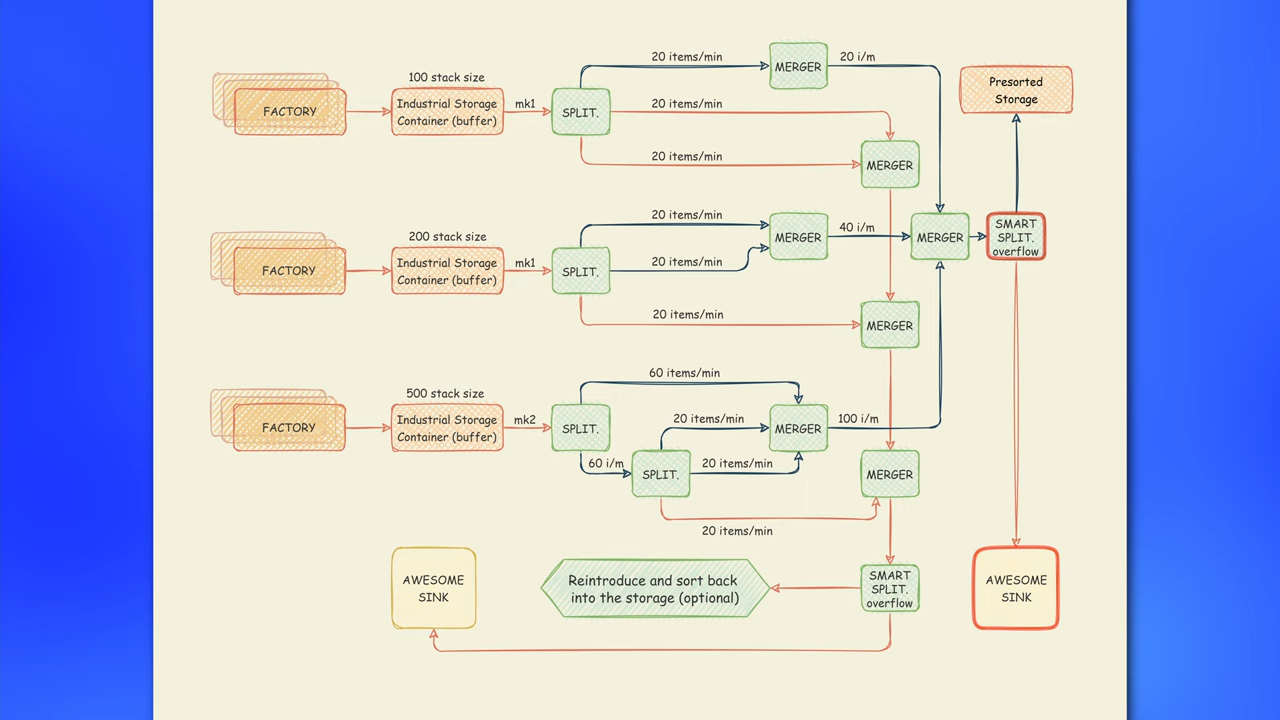 20 items/min
MERGER
20 i/m
100 stack size
FACTORY
Industrial Storage
Container (buffer)
mk1
SPLIT.
20 items/min
20 items/min
MERGER
Presorted
Storage
200 stack size
FACTORY
Industrial Storage
Container (buffer)
mk1
SPLIT.
20 items/min
20 items/min
MERGER
40 i/m
MERGER
SMART
SPLIT.
overflow
20 items/min
MERGER
500 stack size
FACTORY
Industrial Storage
Container (buffer)
mk2
SPLIT.
60 items/min
20 items/min
MERGER
100 i/m
60 i/m
SPLIT.
20 items/min
MERGER
20 items/min
AWESOME
SINK
Reintroduce and sort back
into the storage (optional)
SMART
SPLIT.
overflow
AWESOME
SINK